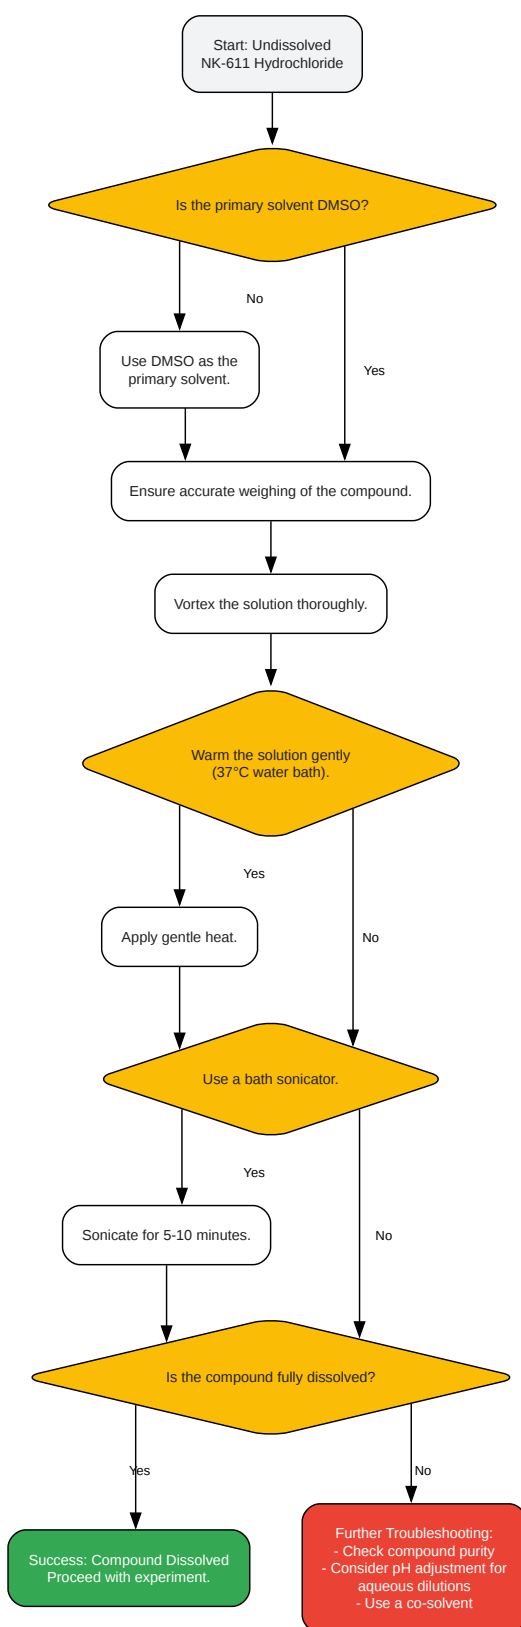 Start: Undissolved
NK-611 Hydrochloride
Is the primary solvent DMSO?
No
Use DMSO as the
primary solvent.
Yes
Ensure accurate weighing of the compound.
Vortex the solution thoroughly.
Warm the solution gently
(37°C water bath).
Yes
Apply gentle heat.
No
Use a bath sonicator.
Yes
Sonicate for 5-10 minutes.
No
Is the compound fully dissolved?
Yes
No
Success: Compound Dissolved
Proceed with experiment.
Further Troubleshooting:
- Check compound purity
- Consider pH adjustment for
aqueous dilutions
- Use a co-solvent